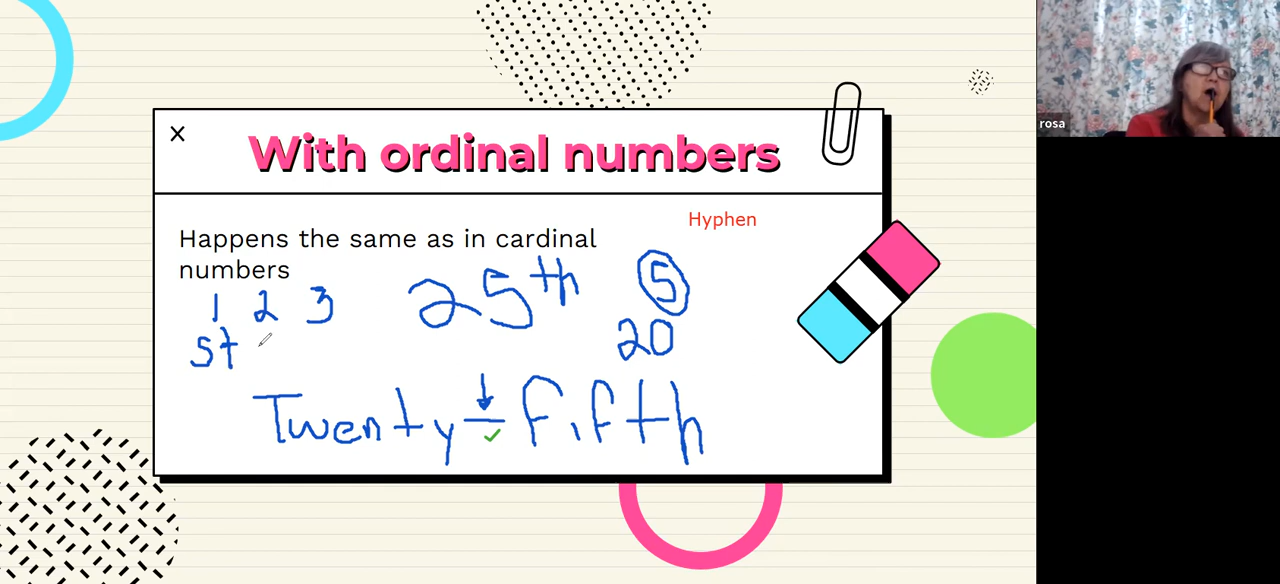 rosa
With ordinal numbers
Hyphen
Happens the same as in cardinal
numbers
1 2 3 25th 5
st 20
Twenty-Fifth